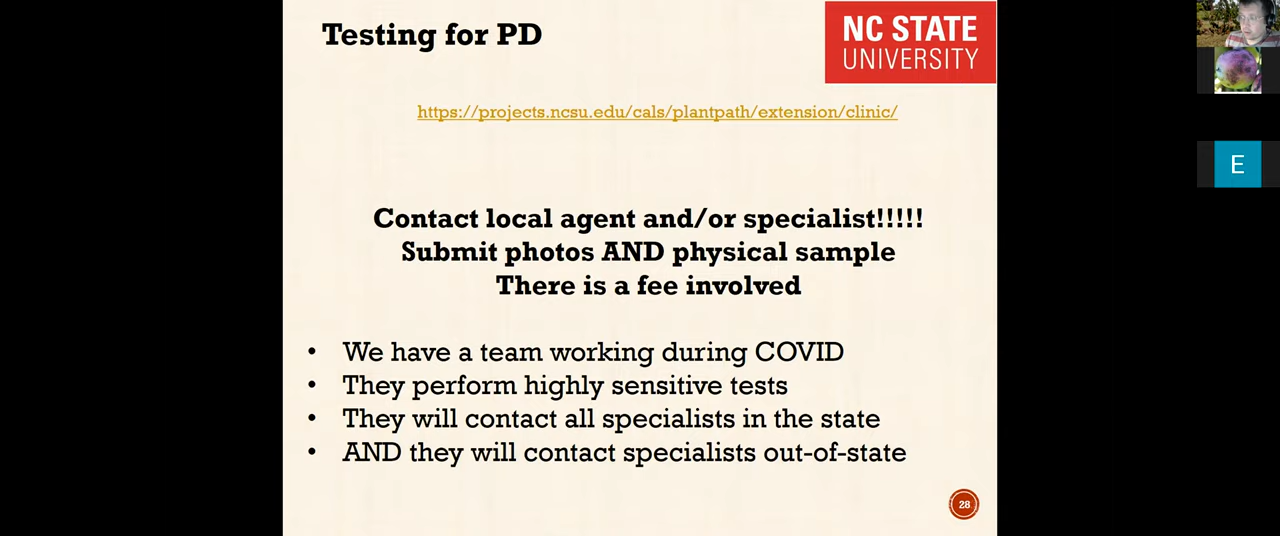 Testing for PD
NC STATE
UNIVERSITY
https://projects.ncsu.edu/cals/plantpath/extension/clinic/
E
Contact local agent and/or specialist!!!!!
Submit photos AND physical sample
There is a fee involved
• We have a team working during COVID
• They perform highly sensitive tests
• They will contact all specialists in the state
• AND they will contact specialists out-of-state
28